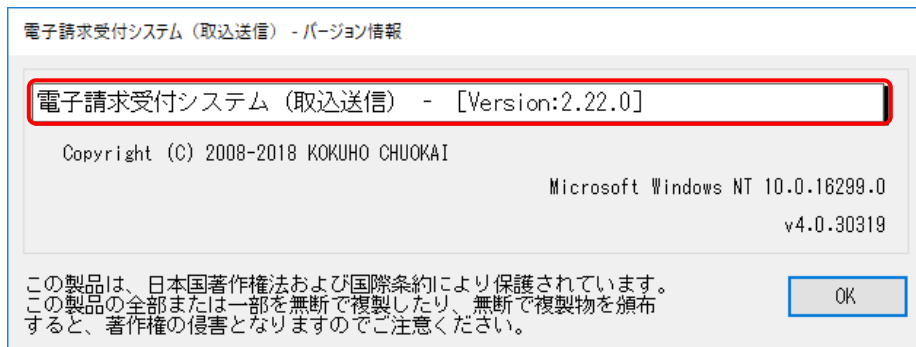 電子請求受付システム（取込送信） - バージョン情報
電子請求受付システム（取込送信） - [Version:2.22.0]
Copyright (C) 2008-2018 KOKUHO CHUOKAI
Microsoft Windows NT 10.0.16299.0
v4.0.30319
この製品は、日本国著作権法および国際条約により保護されています。
この製品の全部または一部を無断で複製したり、無断で複製物を頒布
すると、著作権の侵害となりますのでご注意ください。
OK